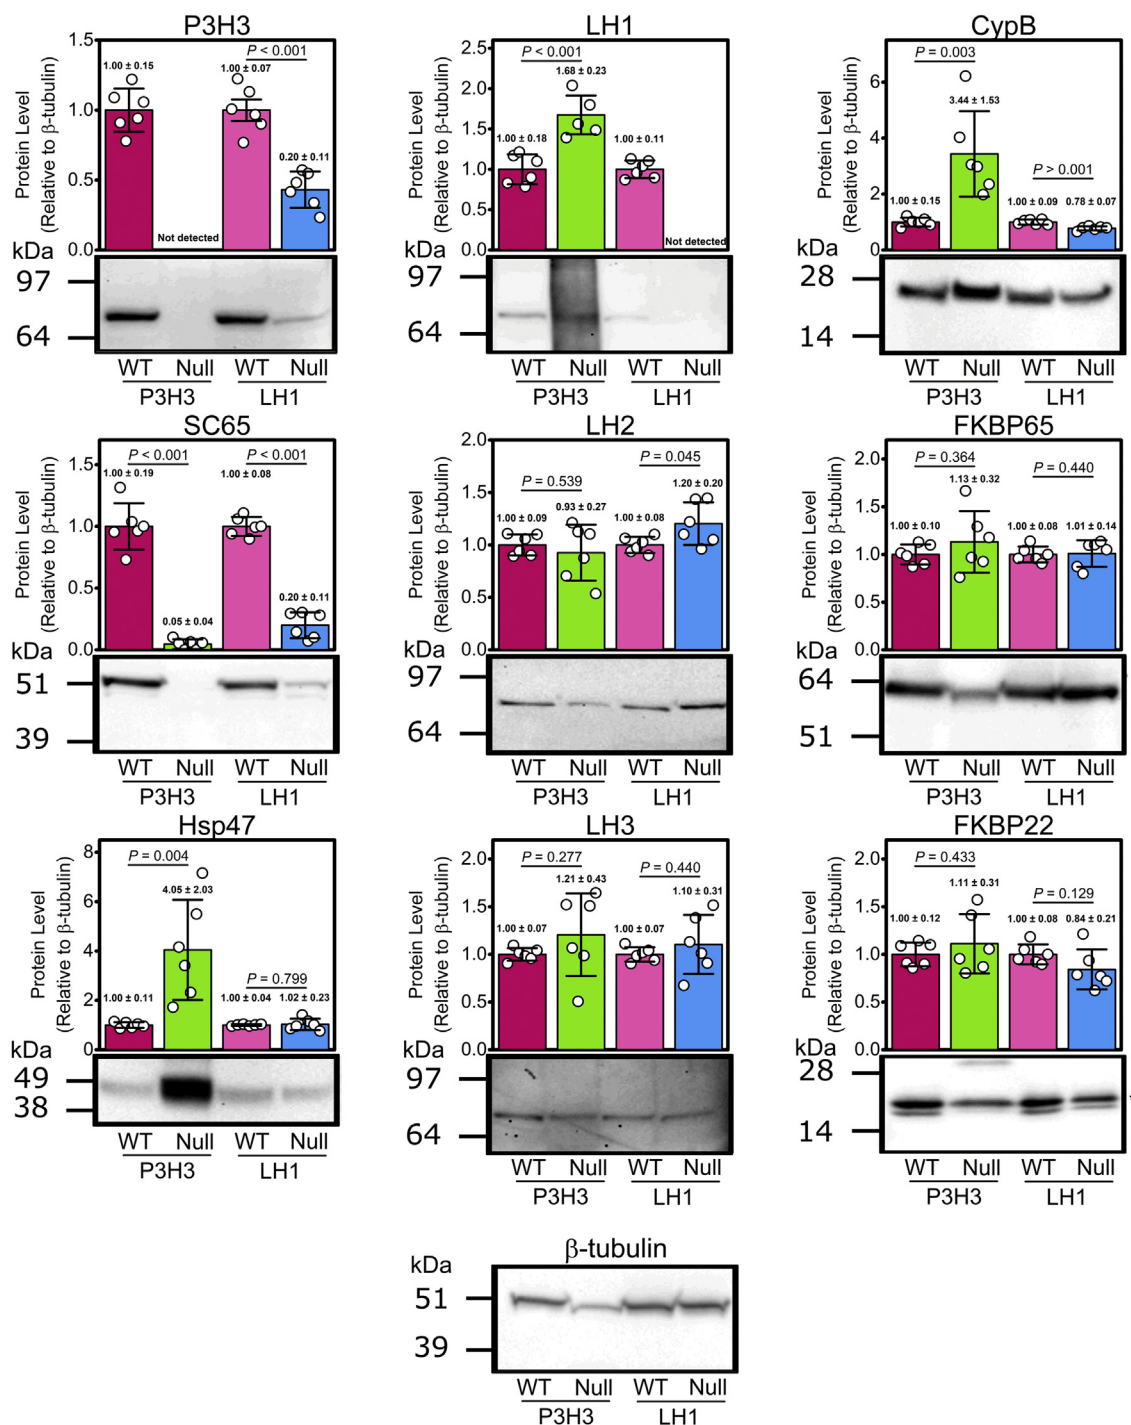 P3H3
Protein Level
(Relative to β-tubulin)
1.5
1.0
0.5
0.0
P < 0.001
1.00 ± 0.15
1.00 ± 0.07
0.20 ± 0.11
Not detected
kDa
97
64
WT Null WT Null
P3H3 LH1
LH1
Protein Level
(Relative to β-tubulin)
2.5
2.0
1.5
1.0
0.5
0.0
P < 0.001
1.68 ± 0.23
1.00 ± 0.18
1.00 ± 0.11
Not detected
97
64
WT Null WT Null
P3H3 LH1
CypB
Protein Level
(Relative to β-tubulin)
6
4
2
0
P = 0.003
3.44 ± 1.53
P > 0.001
1.00 ± 0.15
1.00 ± 0.09
0.78 ± 0.07
kDa
28
14
WT Null WT Null
P3H3 LH1
SC65
Protein Level
(Relative to β-tubulin)
1.5
1.0
0.5
0.0
P < 0.001
P < 0.001
1.00 ± 0.19
1.00 ± 0.08
0.05 ± 0.04
0.20 ± 0.11
kDa
51
39
WT Null WT Null
P3H3 LH1
LH2
Protein Level
(Relative to β-tubulin)
2.0
1.5
1.0
0.5
0.0
P = 0.539
P = 0.045
1.00 ± 0.09
0.93 ± 0.27
1.00 ± 0.08
1.20 ± 0.20
kDa
97
64
WT Null WT Null
P3H3 LH1
FKBP65
Protein Level
(Relative to β-tubulin)
2.0
1.5
1.0
0.5
0.0
P = 0.364
P = 0.440
1.00 ± 0.10
1.13 ± 0.32
1.00 ± 0.08
1.01 ± 0.14
kDa
64
51
WT Null WT Null
P3H3 LH1
Hsp47
Protein Level
(Relative to β-tubulin)
8
6
4
2
0
P = 0.004
4.05 ± 2.03
P = 0.799
1.00 ± 0.11
1.00 ± 0.04
1.02 ± 0.23
kDa
49
38
WT Null WT Null
P3H3 LH1
LH3
Protein Level
(Relative to β-tubulin)
2.0
1.5
1.0
0.5
0.0
P = 0.277
P = 0.440
1.00 ± 0.07
1.21 ± 0.43
1.00 ± 0.07
1.10 ± 0.31
kDa
97
64
WT Null WT Null
P3H3 LH1
FKBP22
Protein Level
(Relative to β-tubulin)
2.0
1.5
1.0
0.5
0.0
P = 0.433
P = 0.129
1.00 ± 0.12
1.11 ± 0.31
1.00 ± 0.08
0.84 ± 0.21
kDa
28
14
WT Null WT Null
P3H3 LH1
β-tubulin
kDa
51
39
WT Null WT Null
P3H3 LH1